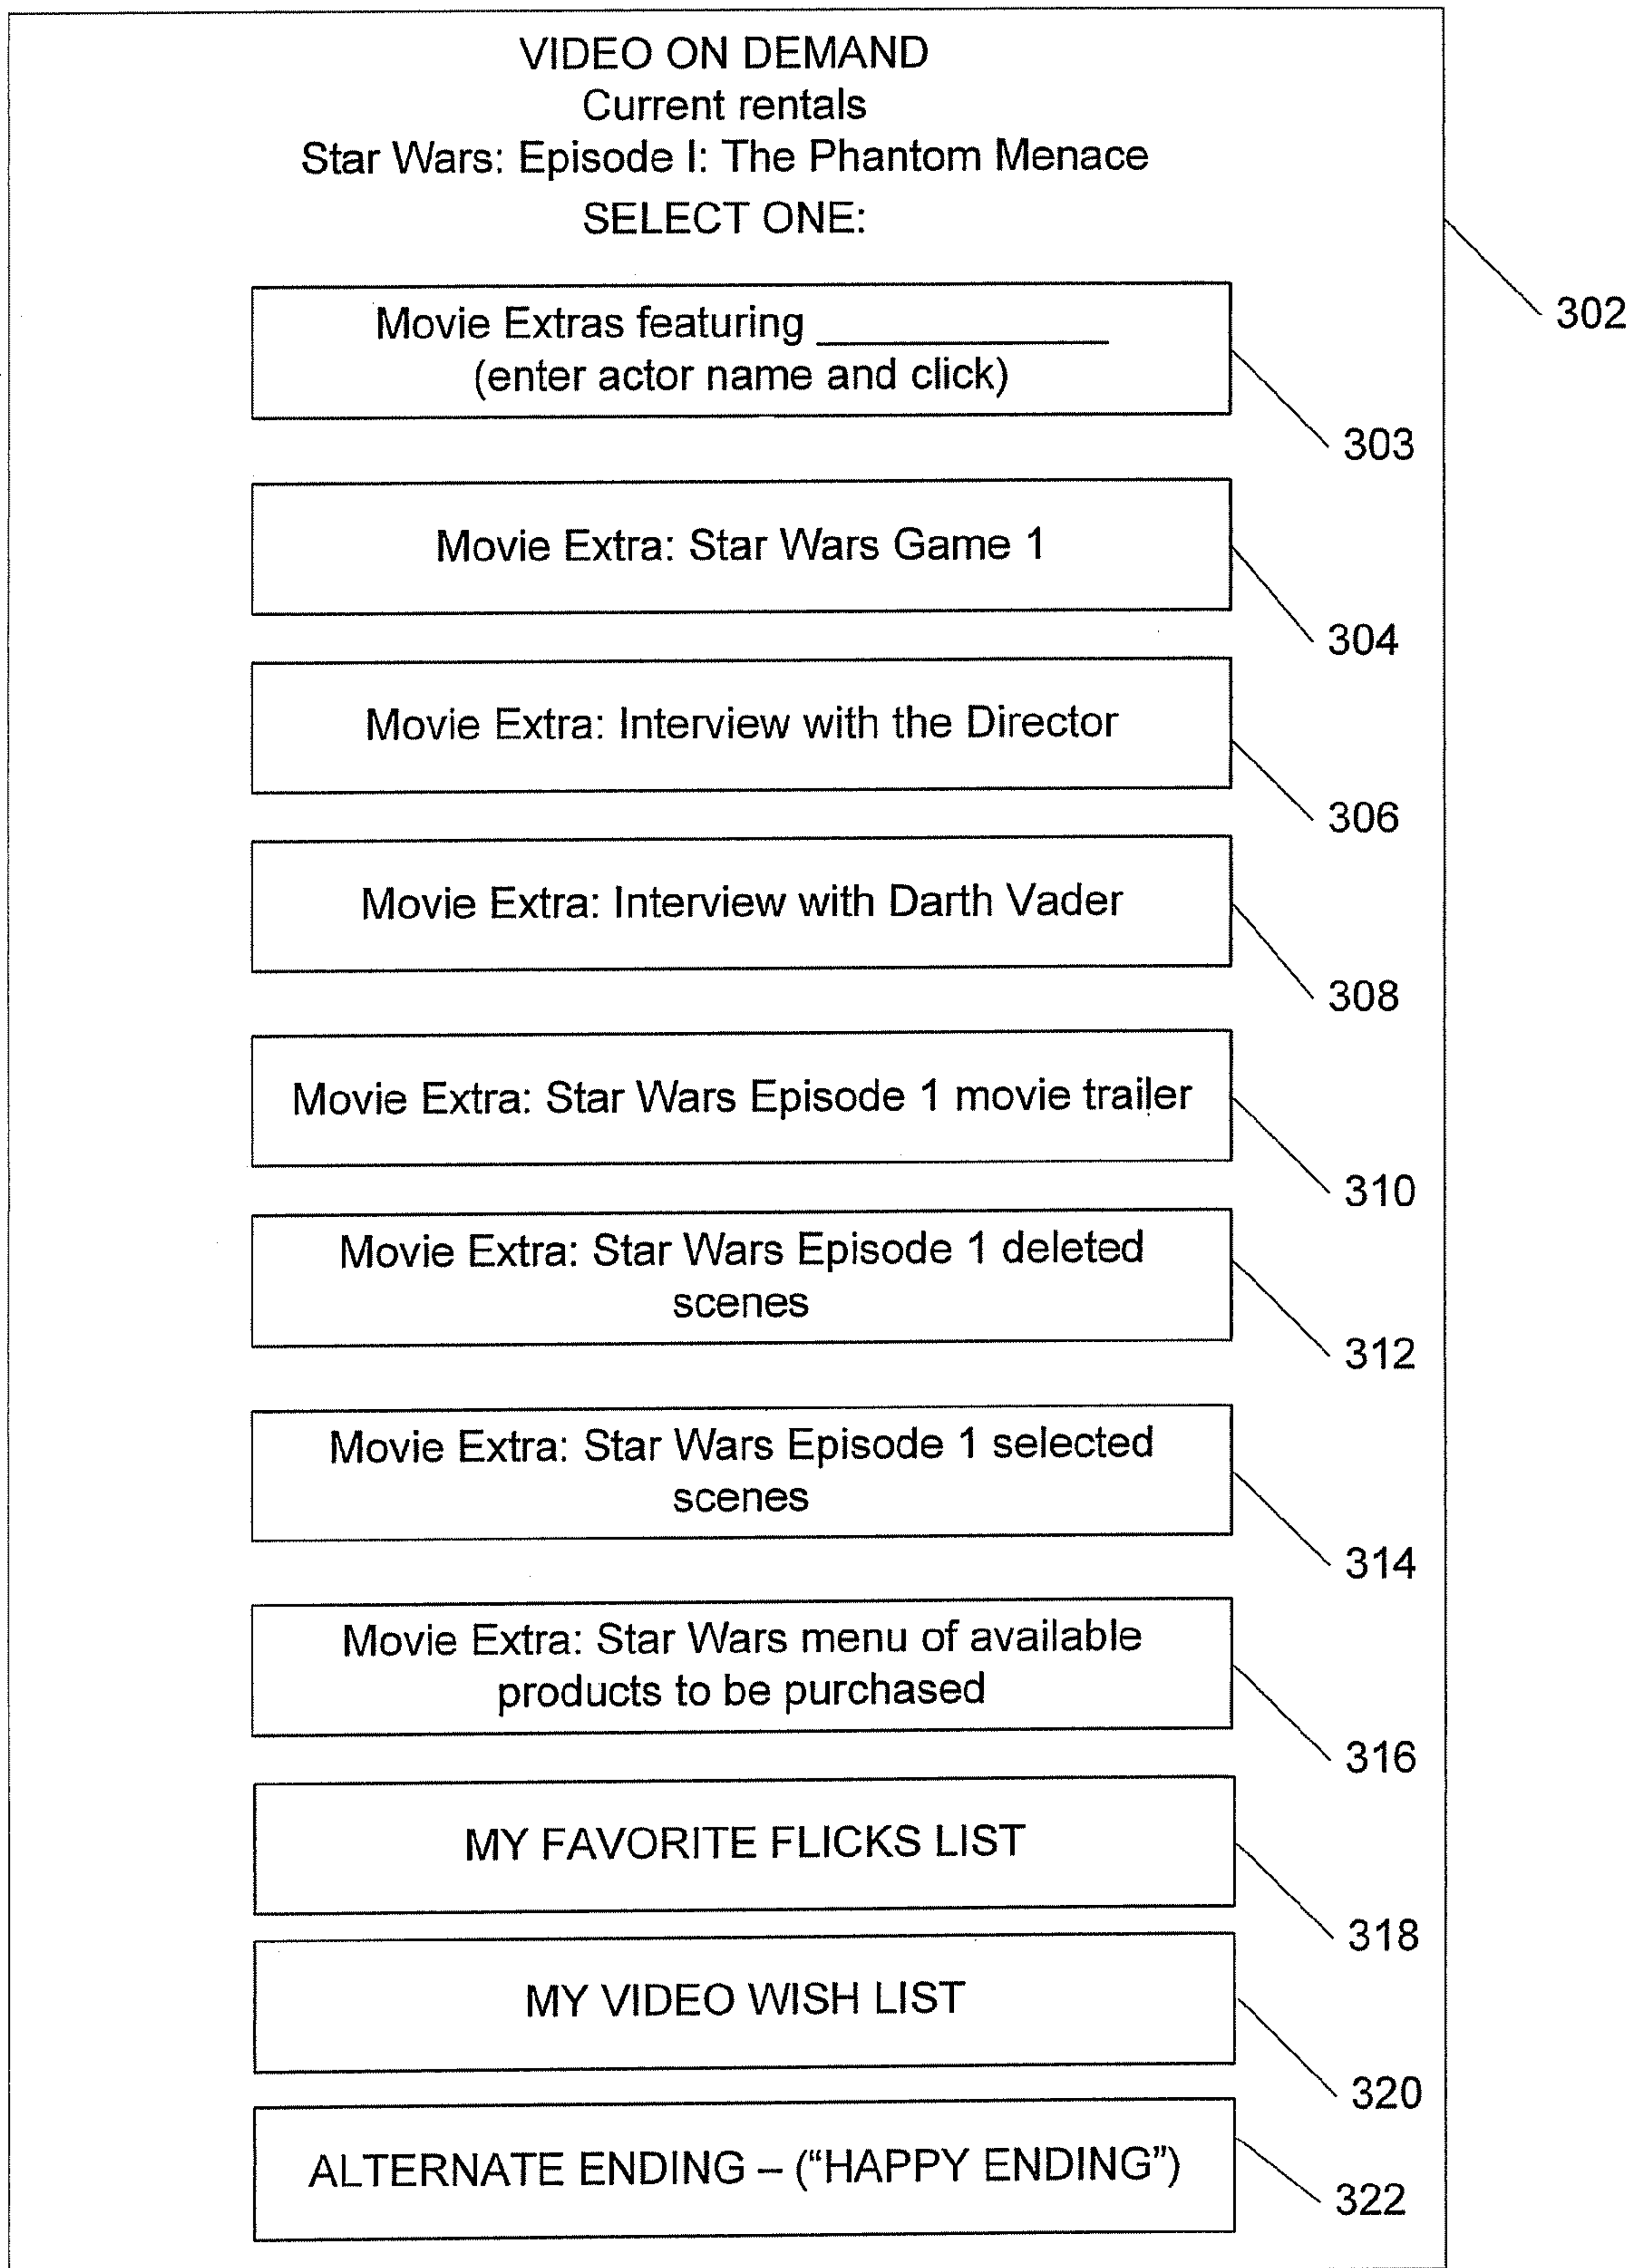 VIDEO ON DEMAND
Current rentals
Star Wars: Episode I: The Phantom Menace
SELECT ONE:
302
Movie Extras featuring ____________
(enter actor name and click)
303
Movie Extra: Star Wars Game 1
304
Movie Extra: Interview with the Director
306
Movie Extra: Interview with Darth Vader
308
Movie Extra: Star Wars Episode 1 movie trailer
310
Movie Extra: Star Wars Episode 1 deleted
scenes
312
Movie Extra: Star Wars Episode 1 selected
scenes
314
Movie Extra: Star Wars menu of available
products to be purchased
316
MY FAVORITE FLICKS LIST
318
MY VIDEO WISH LIST
320
ALTERNATE ENDING – (“HAPPY ENDING”)
322